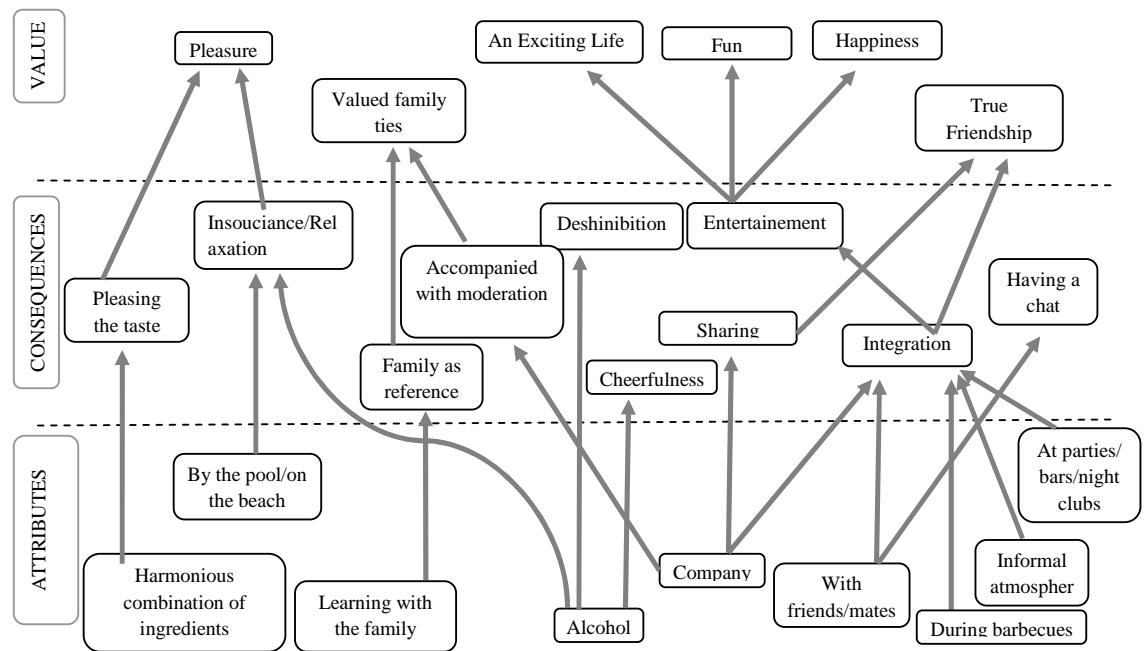 VALUE
Pleasure
An Exciting Life
Fun
Happiness
Valued family
ties
True
Friendship
CONSEQUENCES
Insouciance/Rel
axation
Deshinibition
Entertainement
Accompanied
with moderation
Having a
chat
Pleasing
the taste
Sharing
Integration
Family as
reference
Cheerfulness
ATTRIBUTES
By the pool/on
the beach
At parties/
bars/night
clubs
Harmonious
combination of
ingredients
Learning with
the family
Alcohol
Company
With
friends/mates
Informal
atmospher
During barbecues